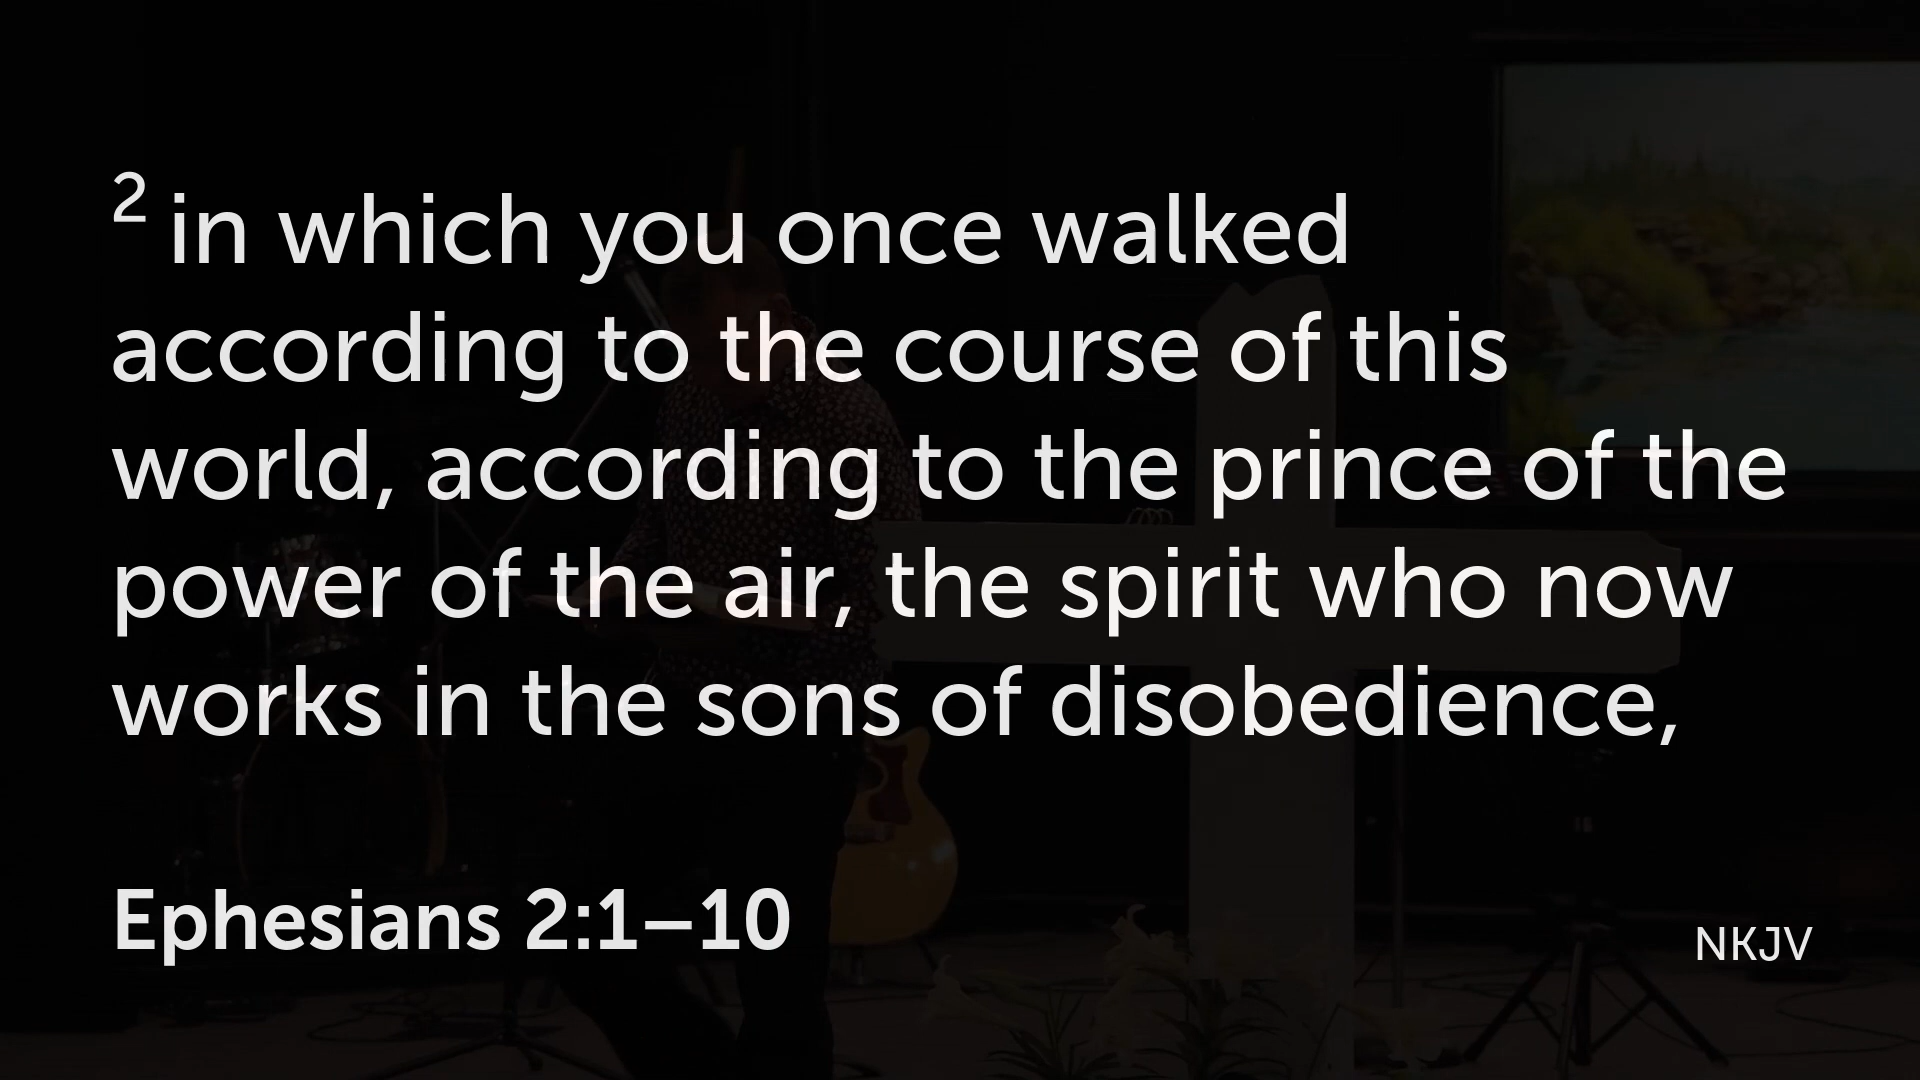 2 in which you once walked
according to the course of this
world, according to the prince of the
power of the air, the spirit who now
works in the sons of disobedience,
Ephesians 2:1–10
NKJV